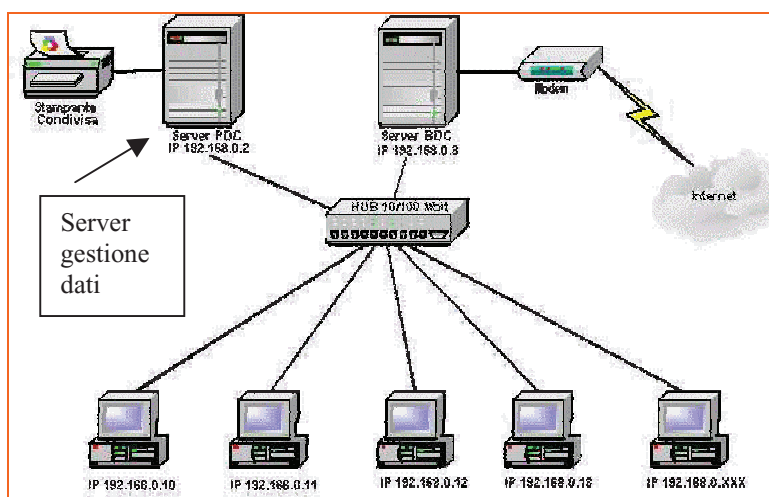 Stampante
Condivisa
Server PDC
IP 192.168.0.2
Server BDC
IP 192.168.0.3
Modem
Internet
HUB 10/100 Mbit
Server
gestione
dati
IP 192.168.0.10
IP 192.168.0.11
IP 192.168.0.12
IP 192.168.0.13
IP 192.168.0.XXX